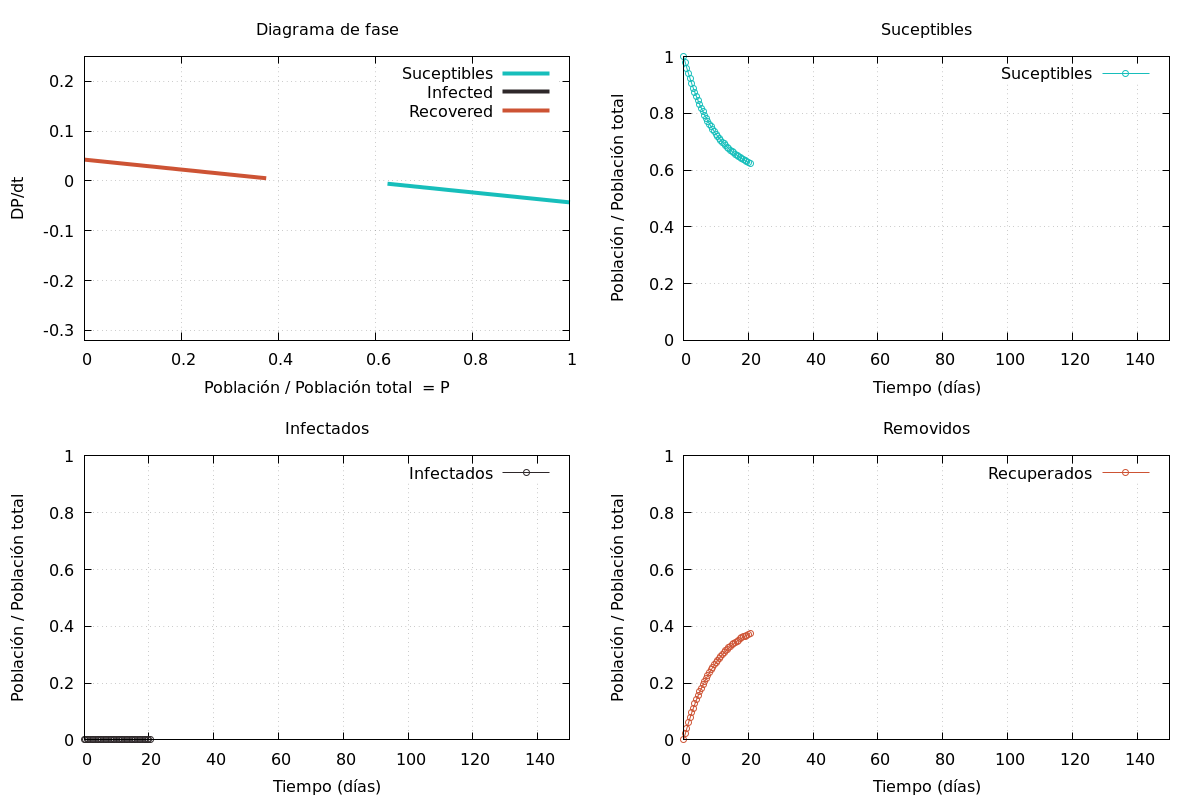 Diagrama de fase
Suceptibles
Infected
Recovered
0.2
0.1
0
-0.1
-0.2
-0.3
DP/dt
0 0.2 0.4 0.6 0.8 1
Población / Población total = P
Suceptibles
Suceptibles
1
0.8
0.6
0.4
0.2
0
Población / Población total
0 20 40 60 80 100 120 140
Tiempo (días)
Infectados
Infectados
1
0.8
0.6
0.4
0.2
0
Población / Población total
0 20 40 60 80 100 120 140
Tiempo (días)
Removidos
Recuperados
1
0.8
0.6
0.4
0.2
0
Población / Población total
0 20 40 60 80 100 120 140
Tiempo (días)